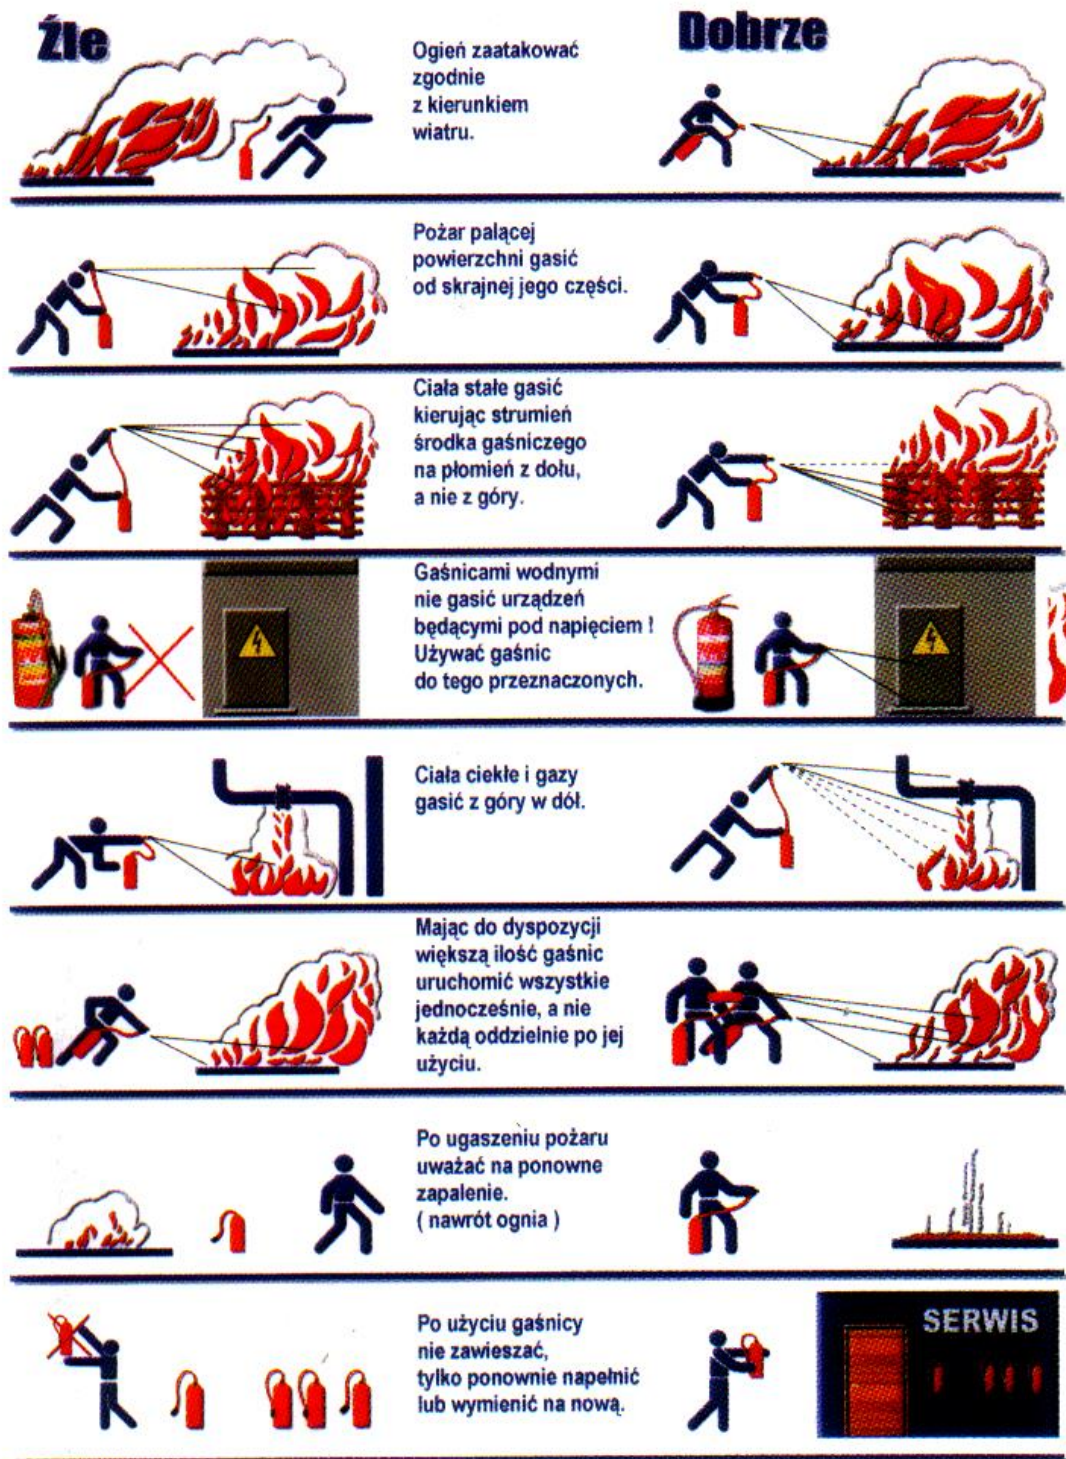 Źle
Dobrze
Ogień zaatakować
zgodnie
z kierunkiem
wiatru.
Pożar palącej
powierzchni gasić
od skrajnej jego części.
Ciała stałe gasić
kierując strumień
środka gaśniczego
na płomień z dołu,
a nie z góry.
Gaśnicami wodnymi
nie gasić urządzeń
będącymi pod napięciem !
Używać gaśnic
do tego przeznaczonych.
Ciała ciekłe i gazy
gasić z góry w dół.
Mając do dyspozycji
większą ilość gaśnic
uruchomić wszystkie
jednocześnie, a nie
każdą oddzielnie po jej
użyciu.
Po ugaszeniu pożaru
uważać na ponowne
zapalenie.
( nawrót ognia )
Po użyciu gaśnicy
nie zawieszać,
tylko ponownie napełnić
lub wymienić na nową.
SERWIS